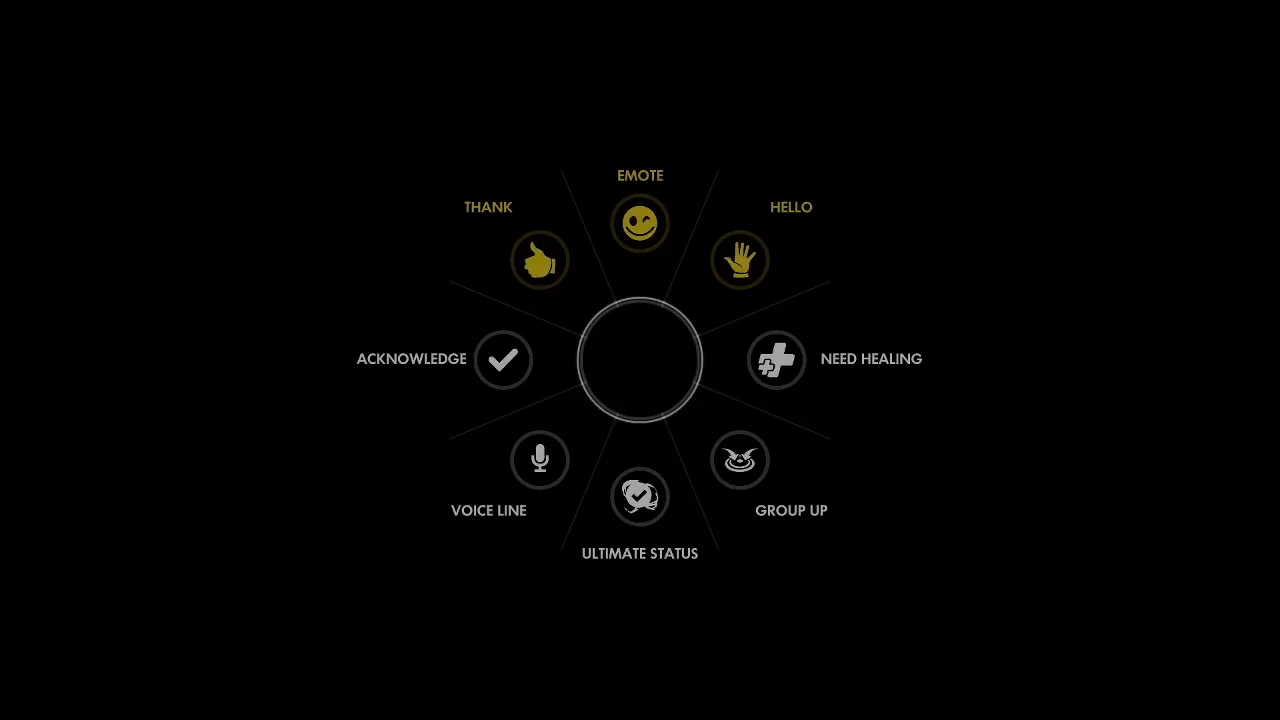 EMOTE
THANK
HELLO
ACKNOWLEDGE
NEED HEALING
VOICE LINE
GROUP UP
ULTIMATE STATUS